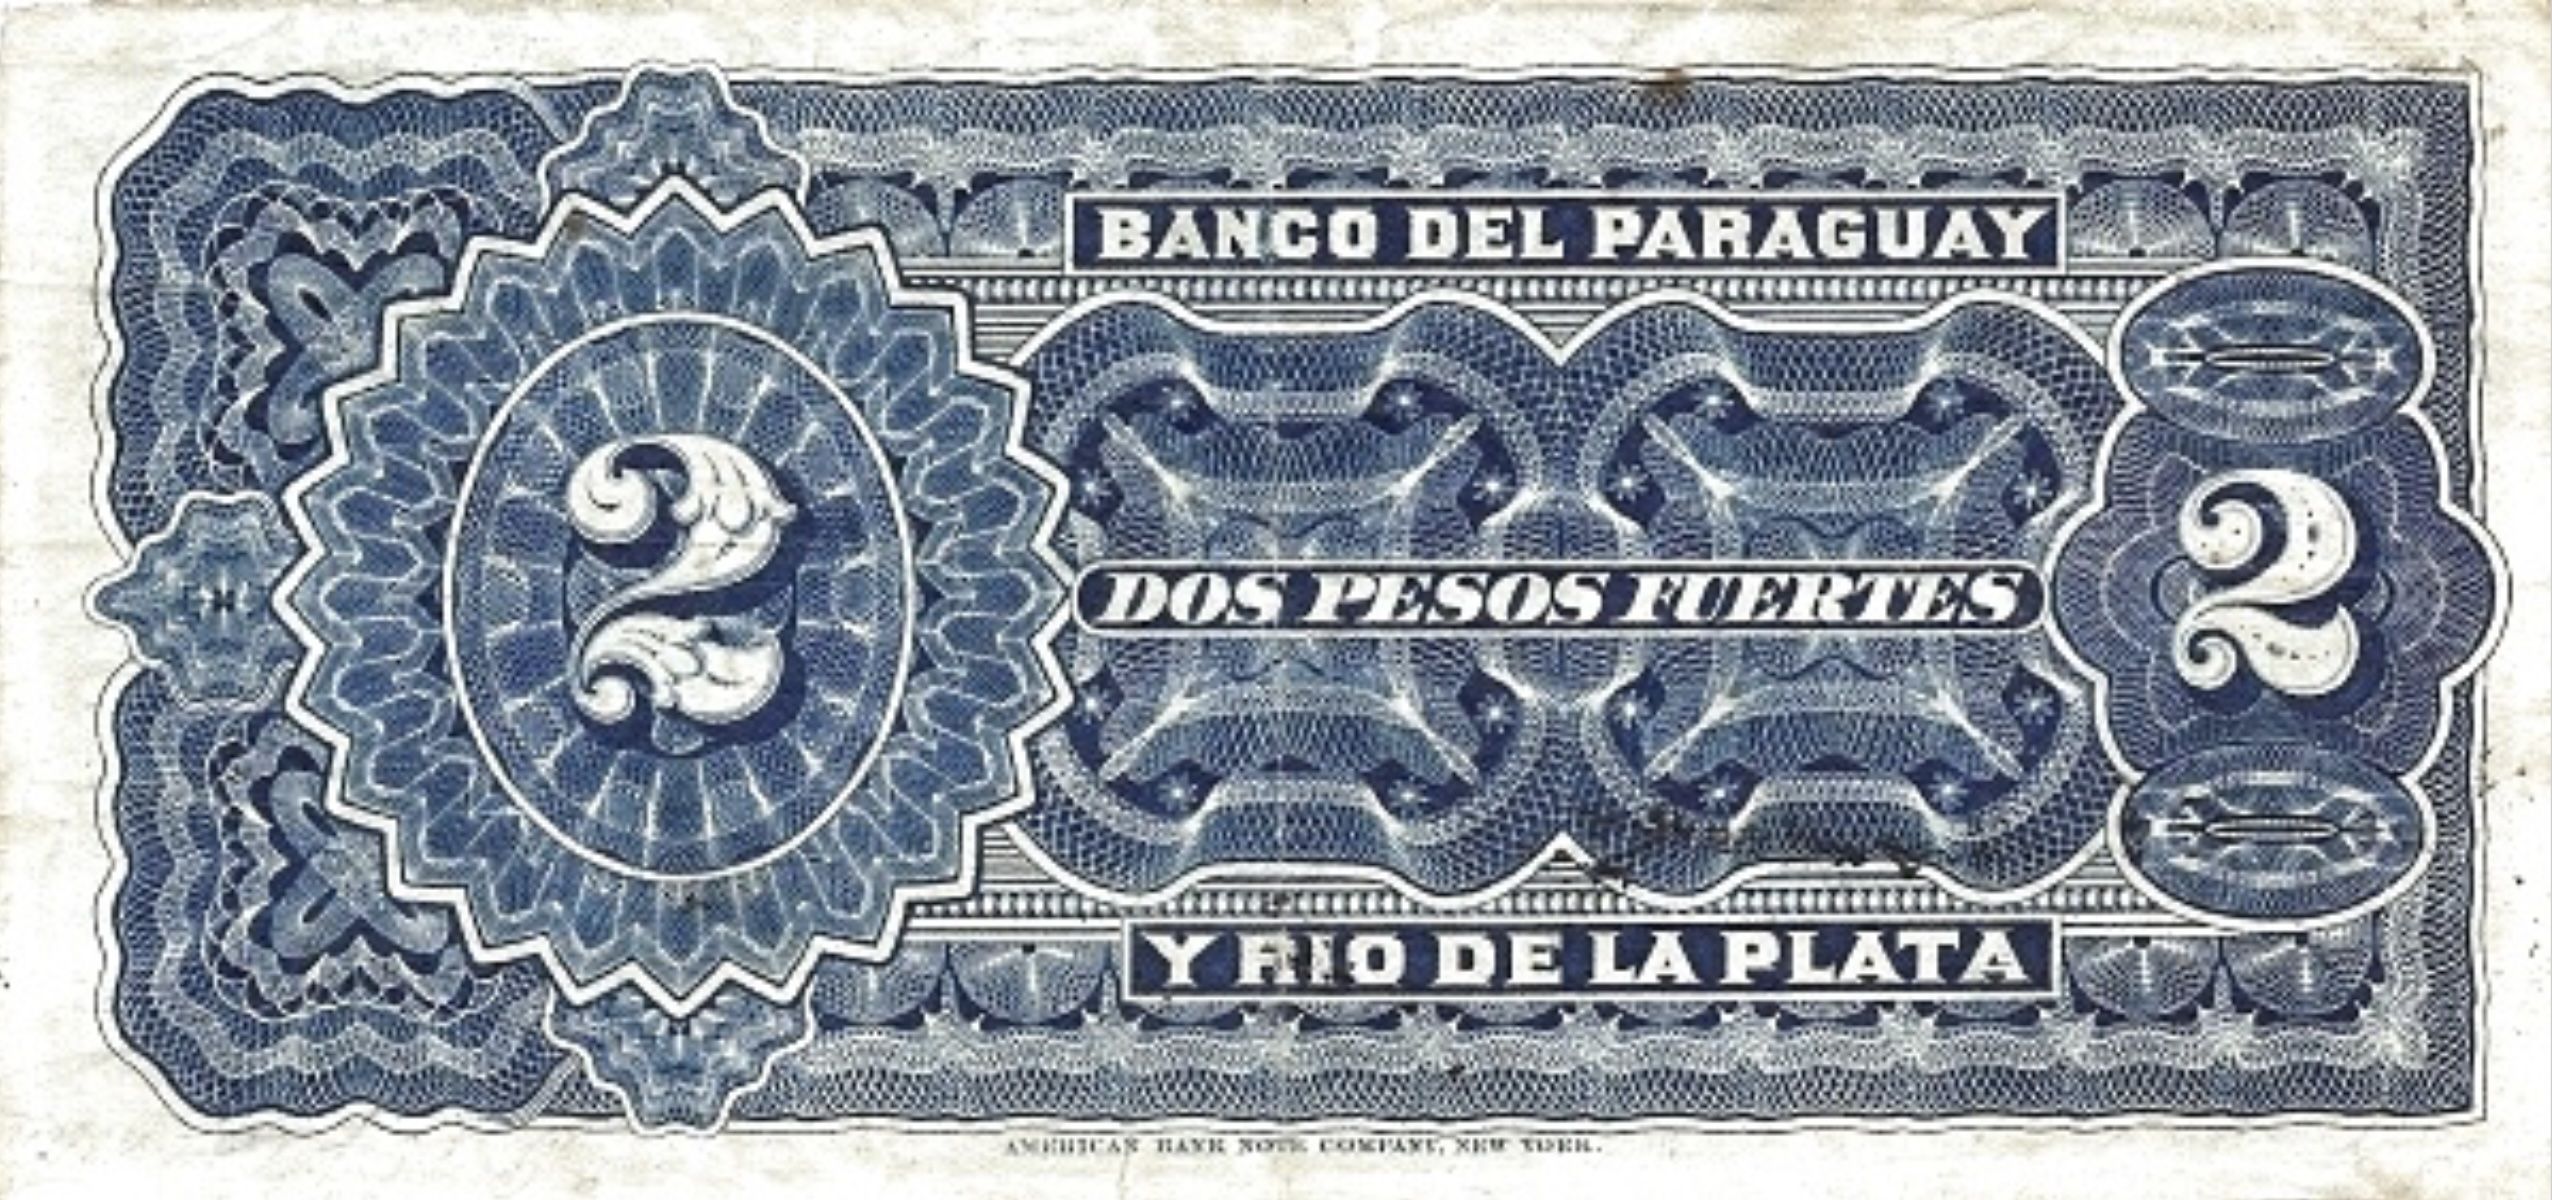 BANCO DEL PARAGUAY
2
DOS PESOS FUERTES
2
Y RIO DE LA PLATA
AMERICAN BANK NOTE COMPANY, NEW YORK.